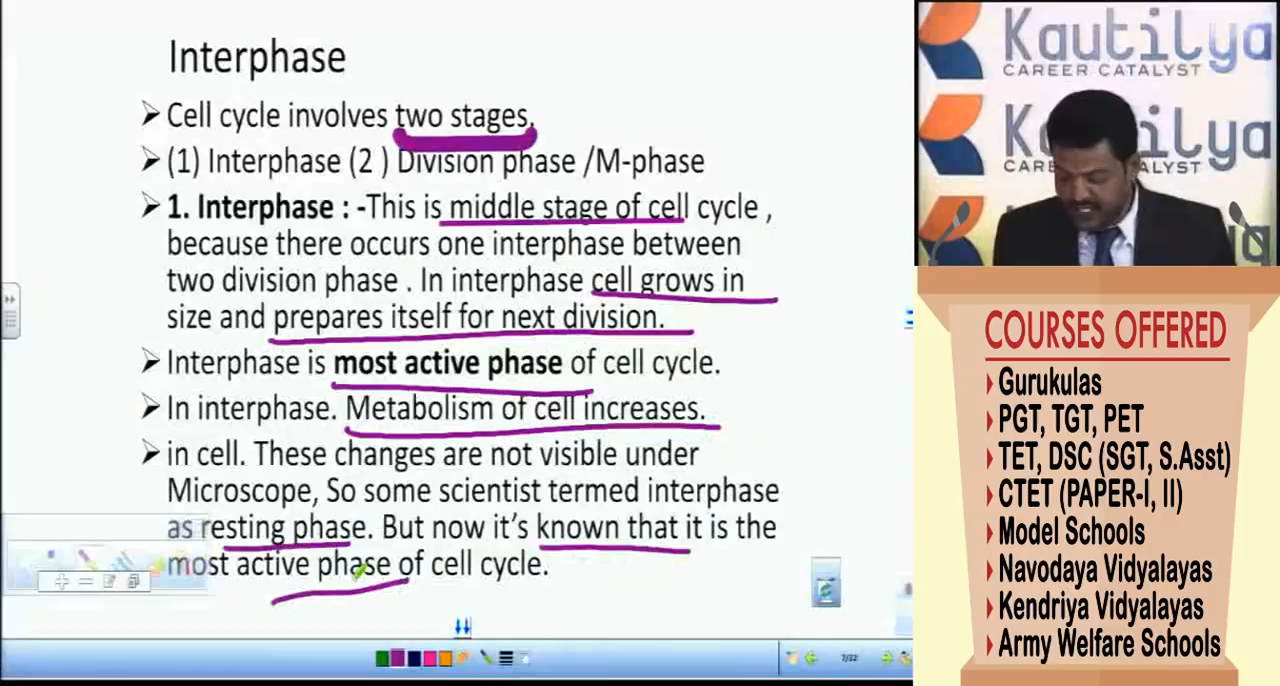 Interphase
➢ Cell cycle involves two stages.
➢ (1) Interphase (2 ) Division phase /M-phase
➢ 1. Interphase : -This is middle stage of cell cycle ,
because there occurs one interphase between
two division phase . In interphase cell grows in
size and prepares itself for next division.
➢ Interphase is most active phase of cell cycle.
➢ In interphase. Metabolism of cell increases.
➢ in cell. These changes are not visible under
Microscope, So some scientist termed interphase
as resting phase. But now it's known that it is the
most active phase of cell cycle.
7/22
Kautilya
CAREER CATALYST
Kautilya
CAREER CATALYST
COURSES OFFERED
Gurukulas
PGT, TGT, PET
TET, DSC (SGT, S.Asst)
CTET (PAPER-I, II)
Model Schools
Navodaya Vidyalayas
Kendriya Vidyalayas
Army Welfare Schools